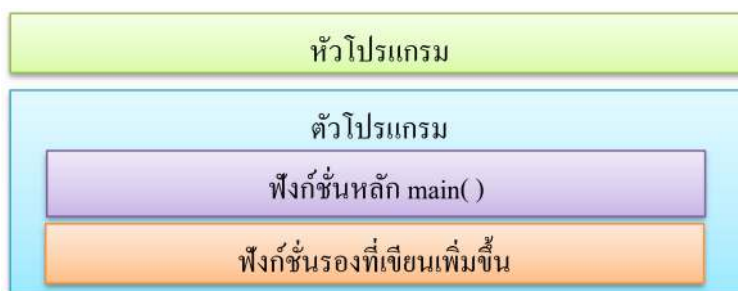 หัวโปรแกรม
ตัวโปรแกรม
ฟังก์ชั่นหลัก main( )
ฟังก์ชั่นรองที่เขียนเพิ่มขึ้น